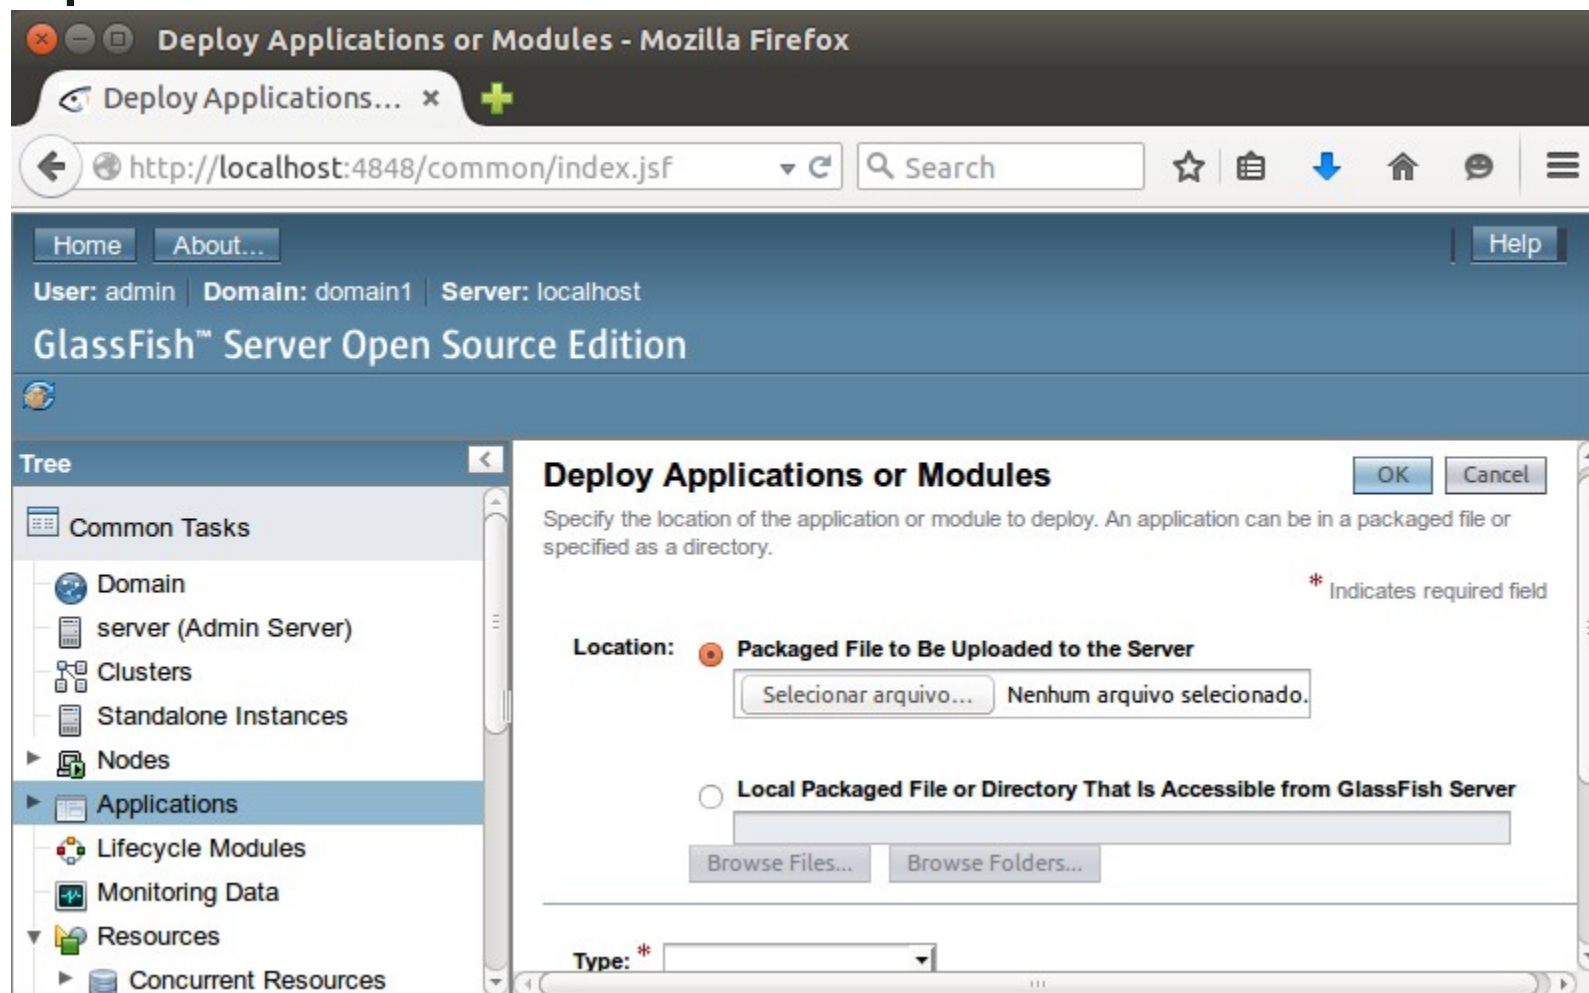 Deploy Applications or Modules - Mozilla Firefox
Deploy Applications...
http://localhost:4848/common/index.jsf
Search
Home
About...
Help
User: admin
Domain: domain1
Server: localhost
GlassFish™ Server Open Source Edition
Tree
Common Tasks
Domain
server (Admin Server)
Clusters
Standalone Instances
Nodes
Applications
Lifecycle Modules
Monitoring Data
Resources
Concurrent Resources
Deploy Applications or Modules
OK
Cancel
Specify the location of the application or module to deploy. An application can be in a packaged file or
specified as a directory.
* Indicates required field
Location:
Packaged File to Be Uploaded to the Server
Selecionar arquivo...
Nenhum arquivo selecionado.
Local Packaged File or Directory That Is Accessible from GlassFish Server
Browse Files...
Browse Folders...
Type: *